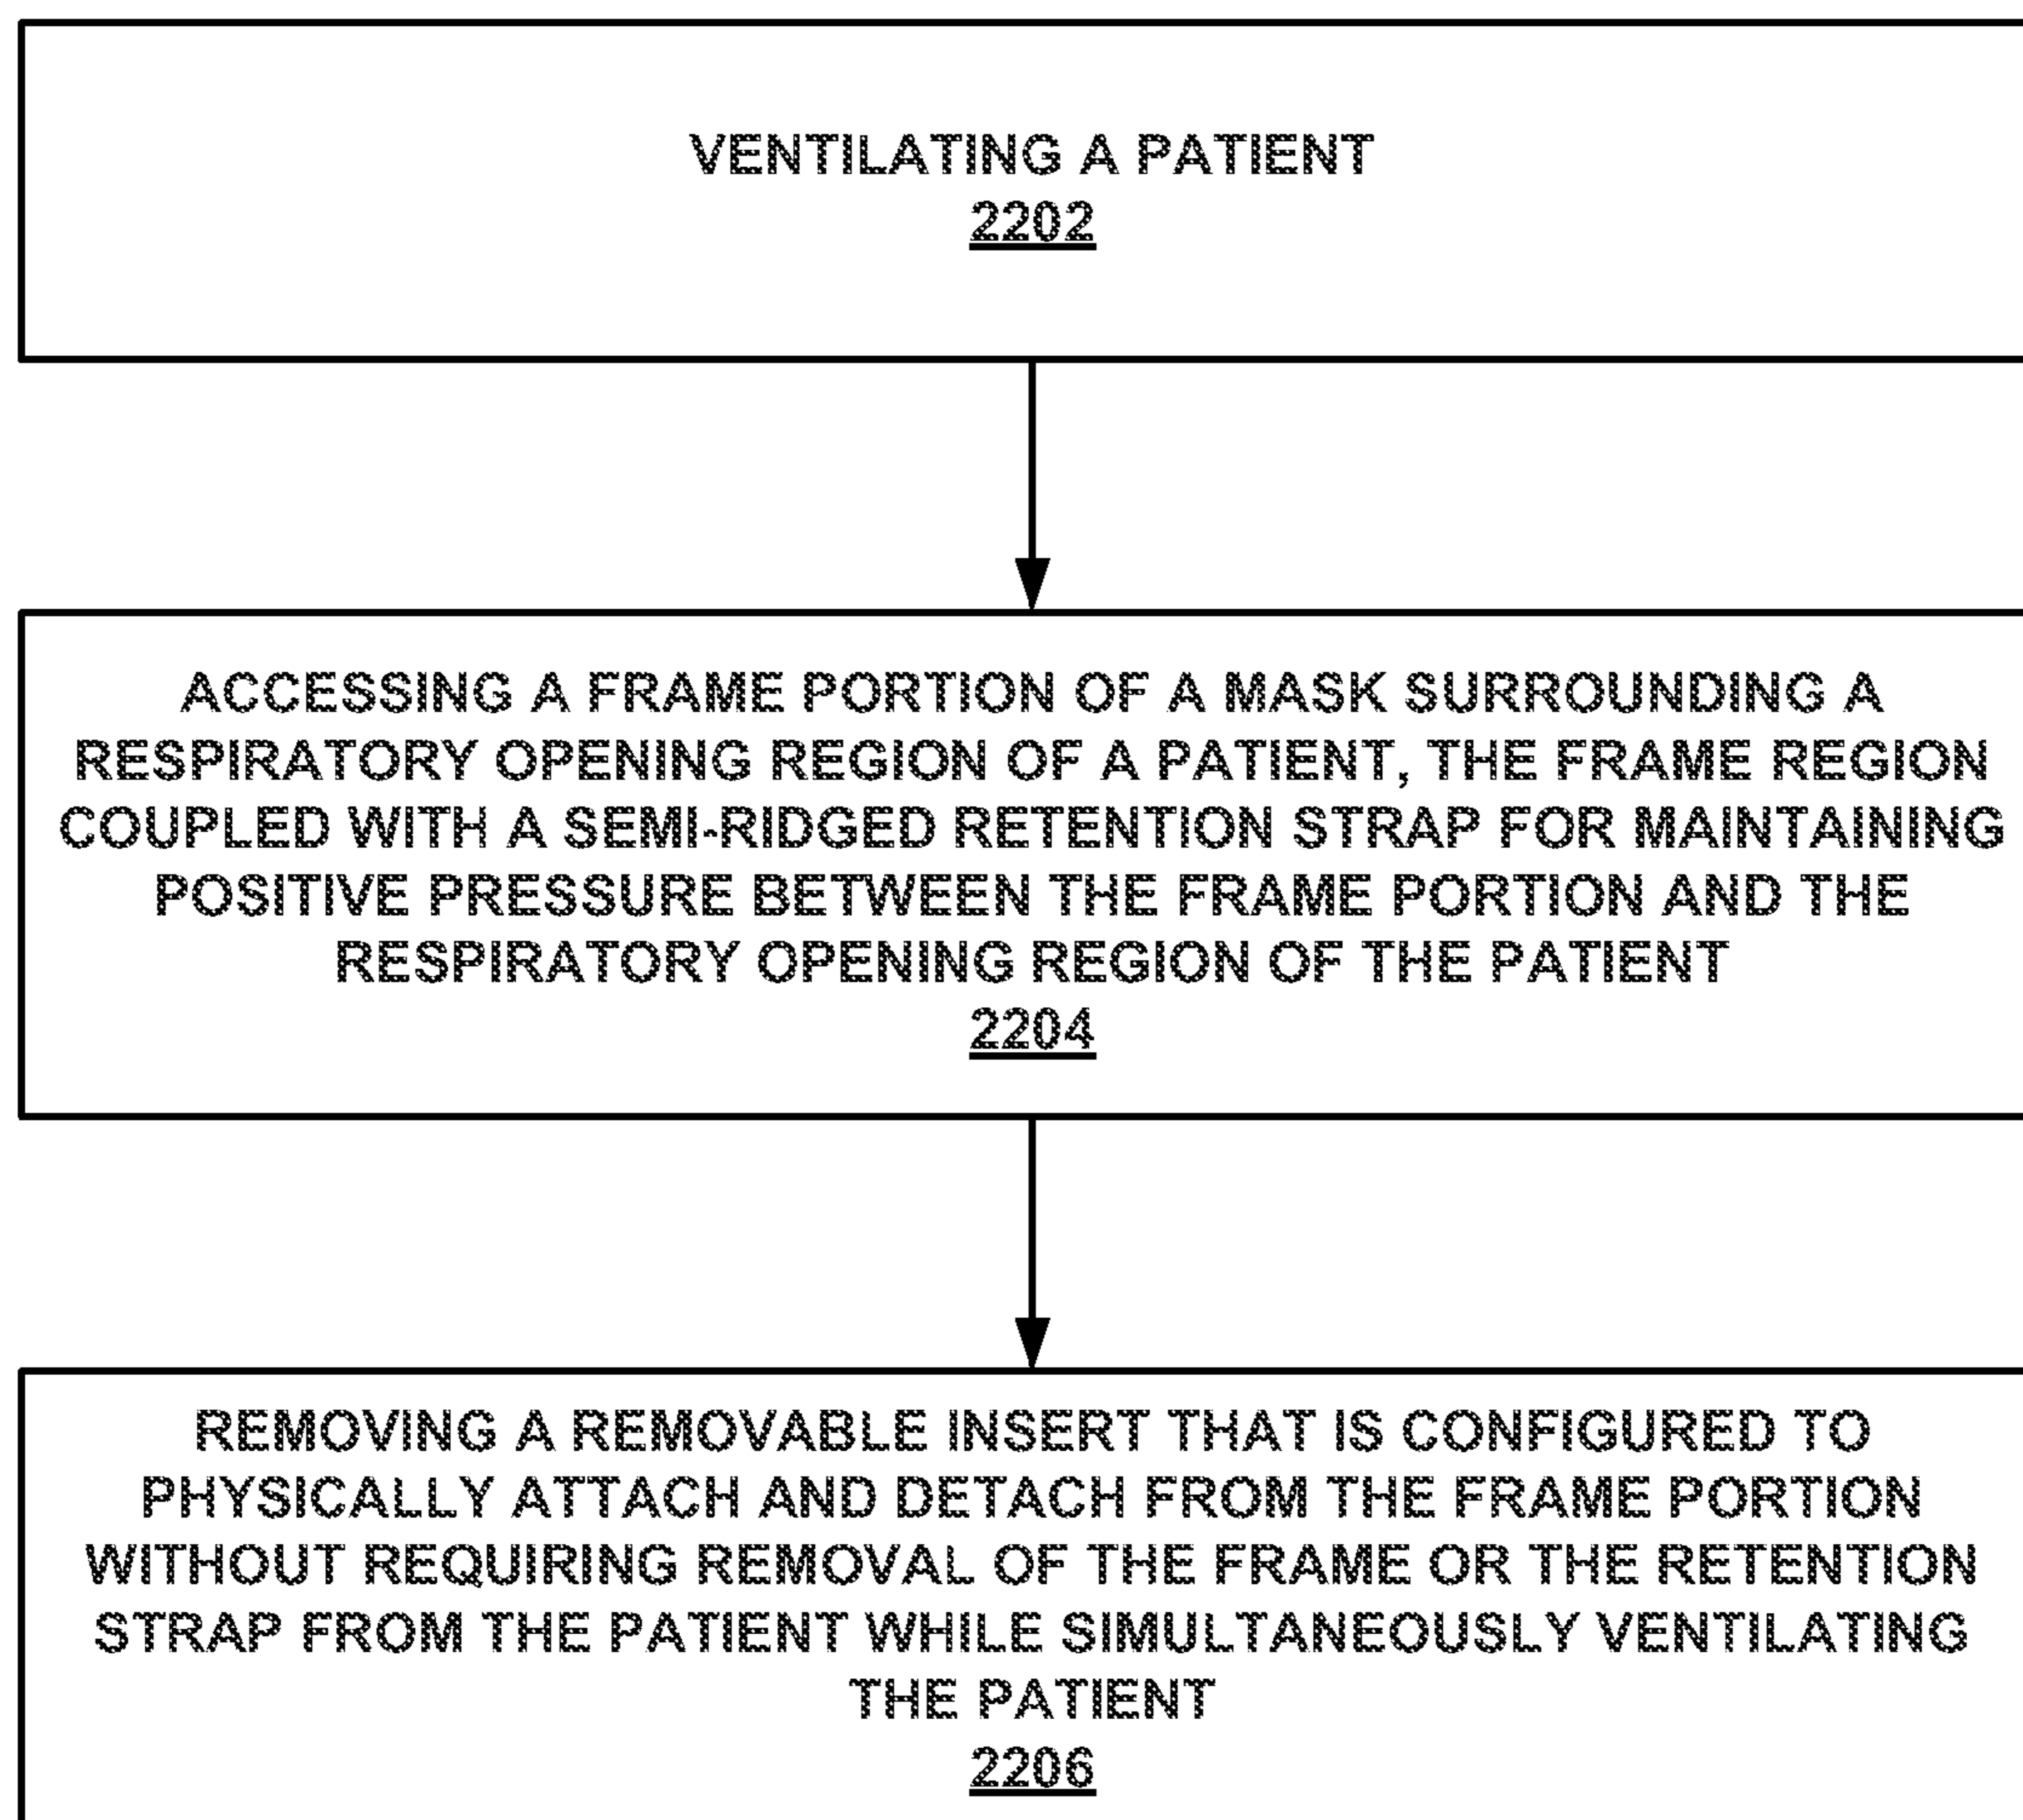 VENTILATING A PATIENT
2202
ACCESSING A FRAME PORTION OF A MASK SURROUNDING A
RESPIRATORY OPENING REGION OF A PATIENT, THE FRAME REGION
COUPLED WITH A SEMI-RIDGED RETENTION STRAP FOR MAINTAINING
POSITIVE PRESSURE BETWEEN THE FRAME PORTION AND THE
RESPIRATORY OPENING REGION OF THE PATIENT
2204
REMOVING A REMOVABLE INSERT THAT IS CONFIGURED TO
PHYSICALLY ATTACH AND DETACH FROM THE FRAME PORTION
WITHOUT REQUIRING REMOVAL OF THE FRAME OR THE RETENTION
STRAP FROM THE PATIENT WHILE SIMULTANEOUSLY VENTILATING
THE PATIENT
2206